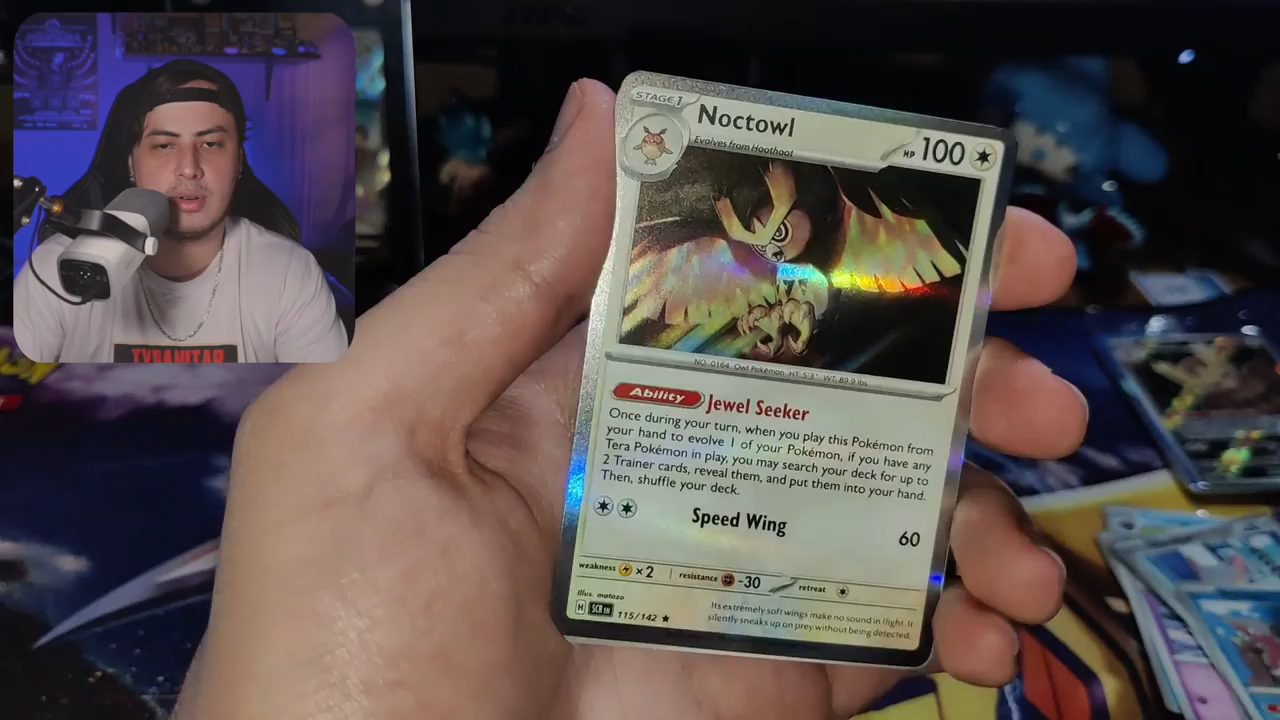 STAGE 1
Noctowl
Evolves from Hoothoot
HP 100
NO. 0164 Owl Pokémon HT: 5'3" WT: 89.9 lbs.
Ability Jewel Seeker
Once during your turn, when you play this Pokémon from
your hand to evolve 1 of your Pokémon, if you have any
Tera Pokémon in play, you may search your deck for up to
2 Trainer cards, reveal them, and put them into your hand.
Then, shuffle your deck.
Speed Wing 60
weakness ×2 resistance -30 retreat
Illus. matazo
H SCR EN 115/142 ★
Its extremely soft wings make no sound in flight. It
silently sneaks up on prey without being detected.
TYRANITAR